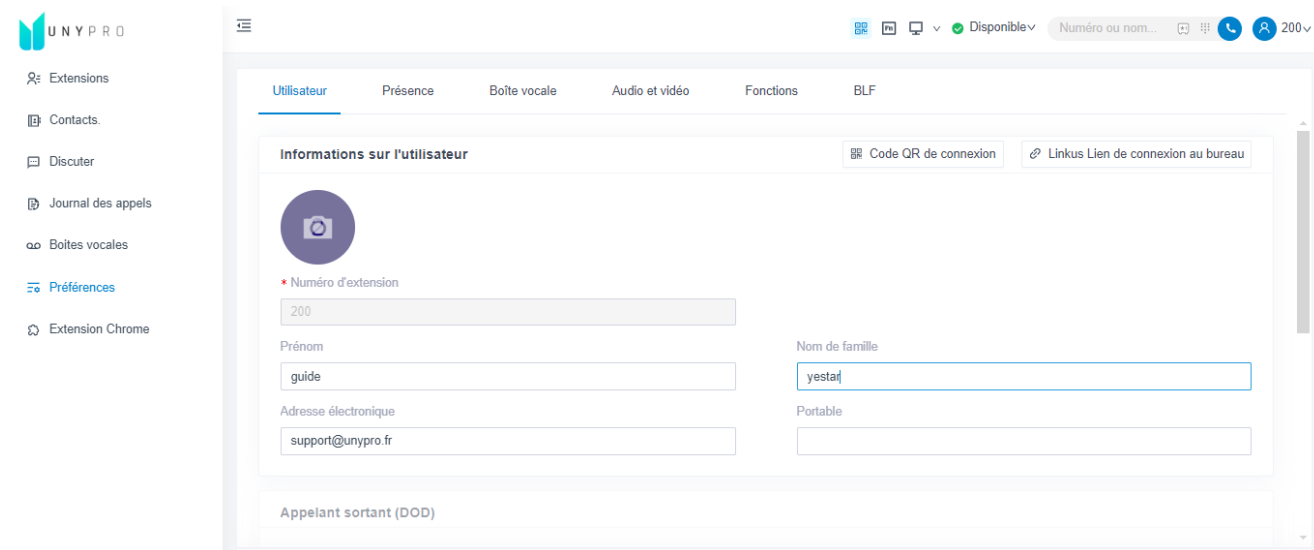 UNYPRO
Disponible
Numéro ou nom...
200
Extensions
Contacts.
Discuter
Journal des appels
Boites vocales
Préférences
Extension Chrome
Utilisateur Présence Boîte vocale Audio et vidéo Fonctions BLF
Informations sur l'utilisateur
Code QR de connexion
Linkus Lien de connexion au bureau
* Numéro d'extension
200
Prénom
guide
Nom de famille
yestar
Adresse électronique
support@unypro.fr
Portable
Appelant sortant (DOD)